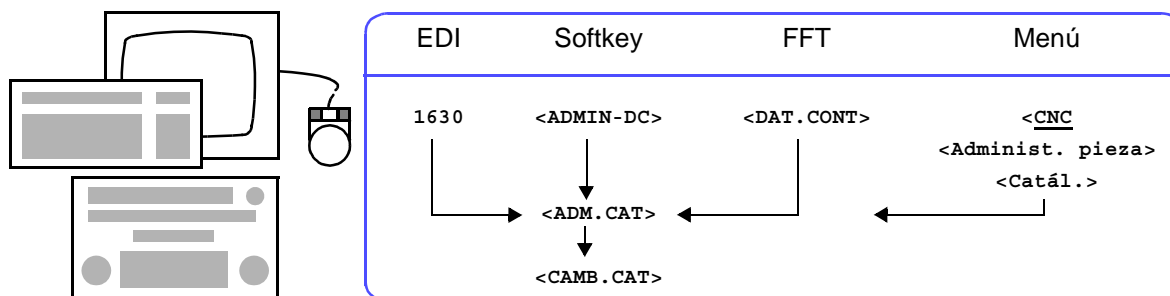 EDI Softkey FFT Menú
1630 <ADMIN-DC> <DAT.CONT> <CNC
<Administ. pieza>
<Catál.>
<ADM.CAT>
<CAMB.CAT>